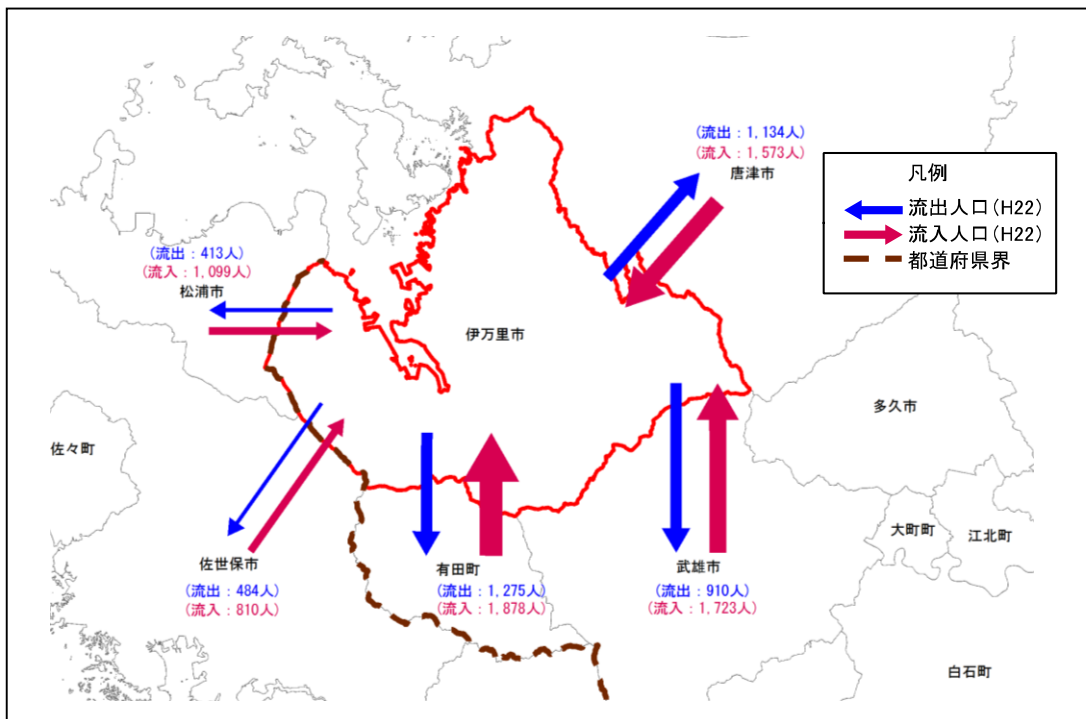 (流出：1,134人)
(流入：1,573人)
唐津市
凡例
流出人口(H22)
流入人口(H22)
都道府県界
(流出：413人)
(流入：1,099人)
松浦市
伊万里市
多久市
佐々町
大町町
江北町
佐世保市
(流出：484人)
(流入：810人)
有田町
(流出：1,275人)
(流入：1,878人)
武雄市
(流出：910人)
(流入：1,723人)
白石町